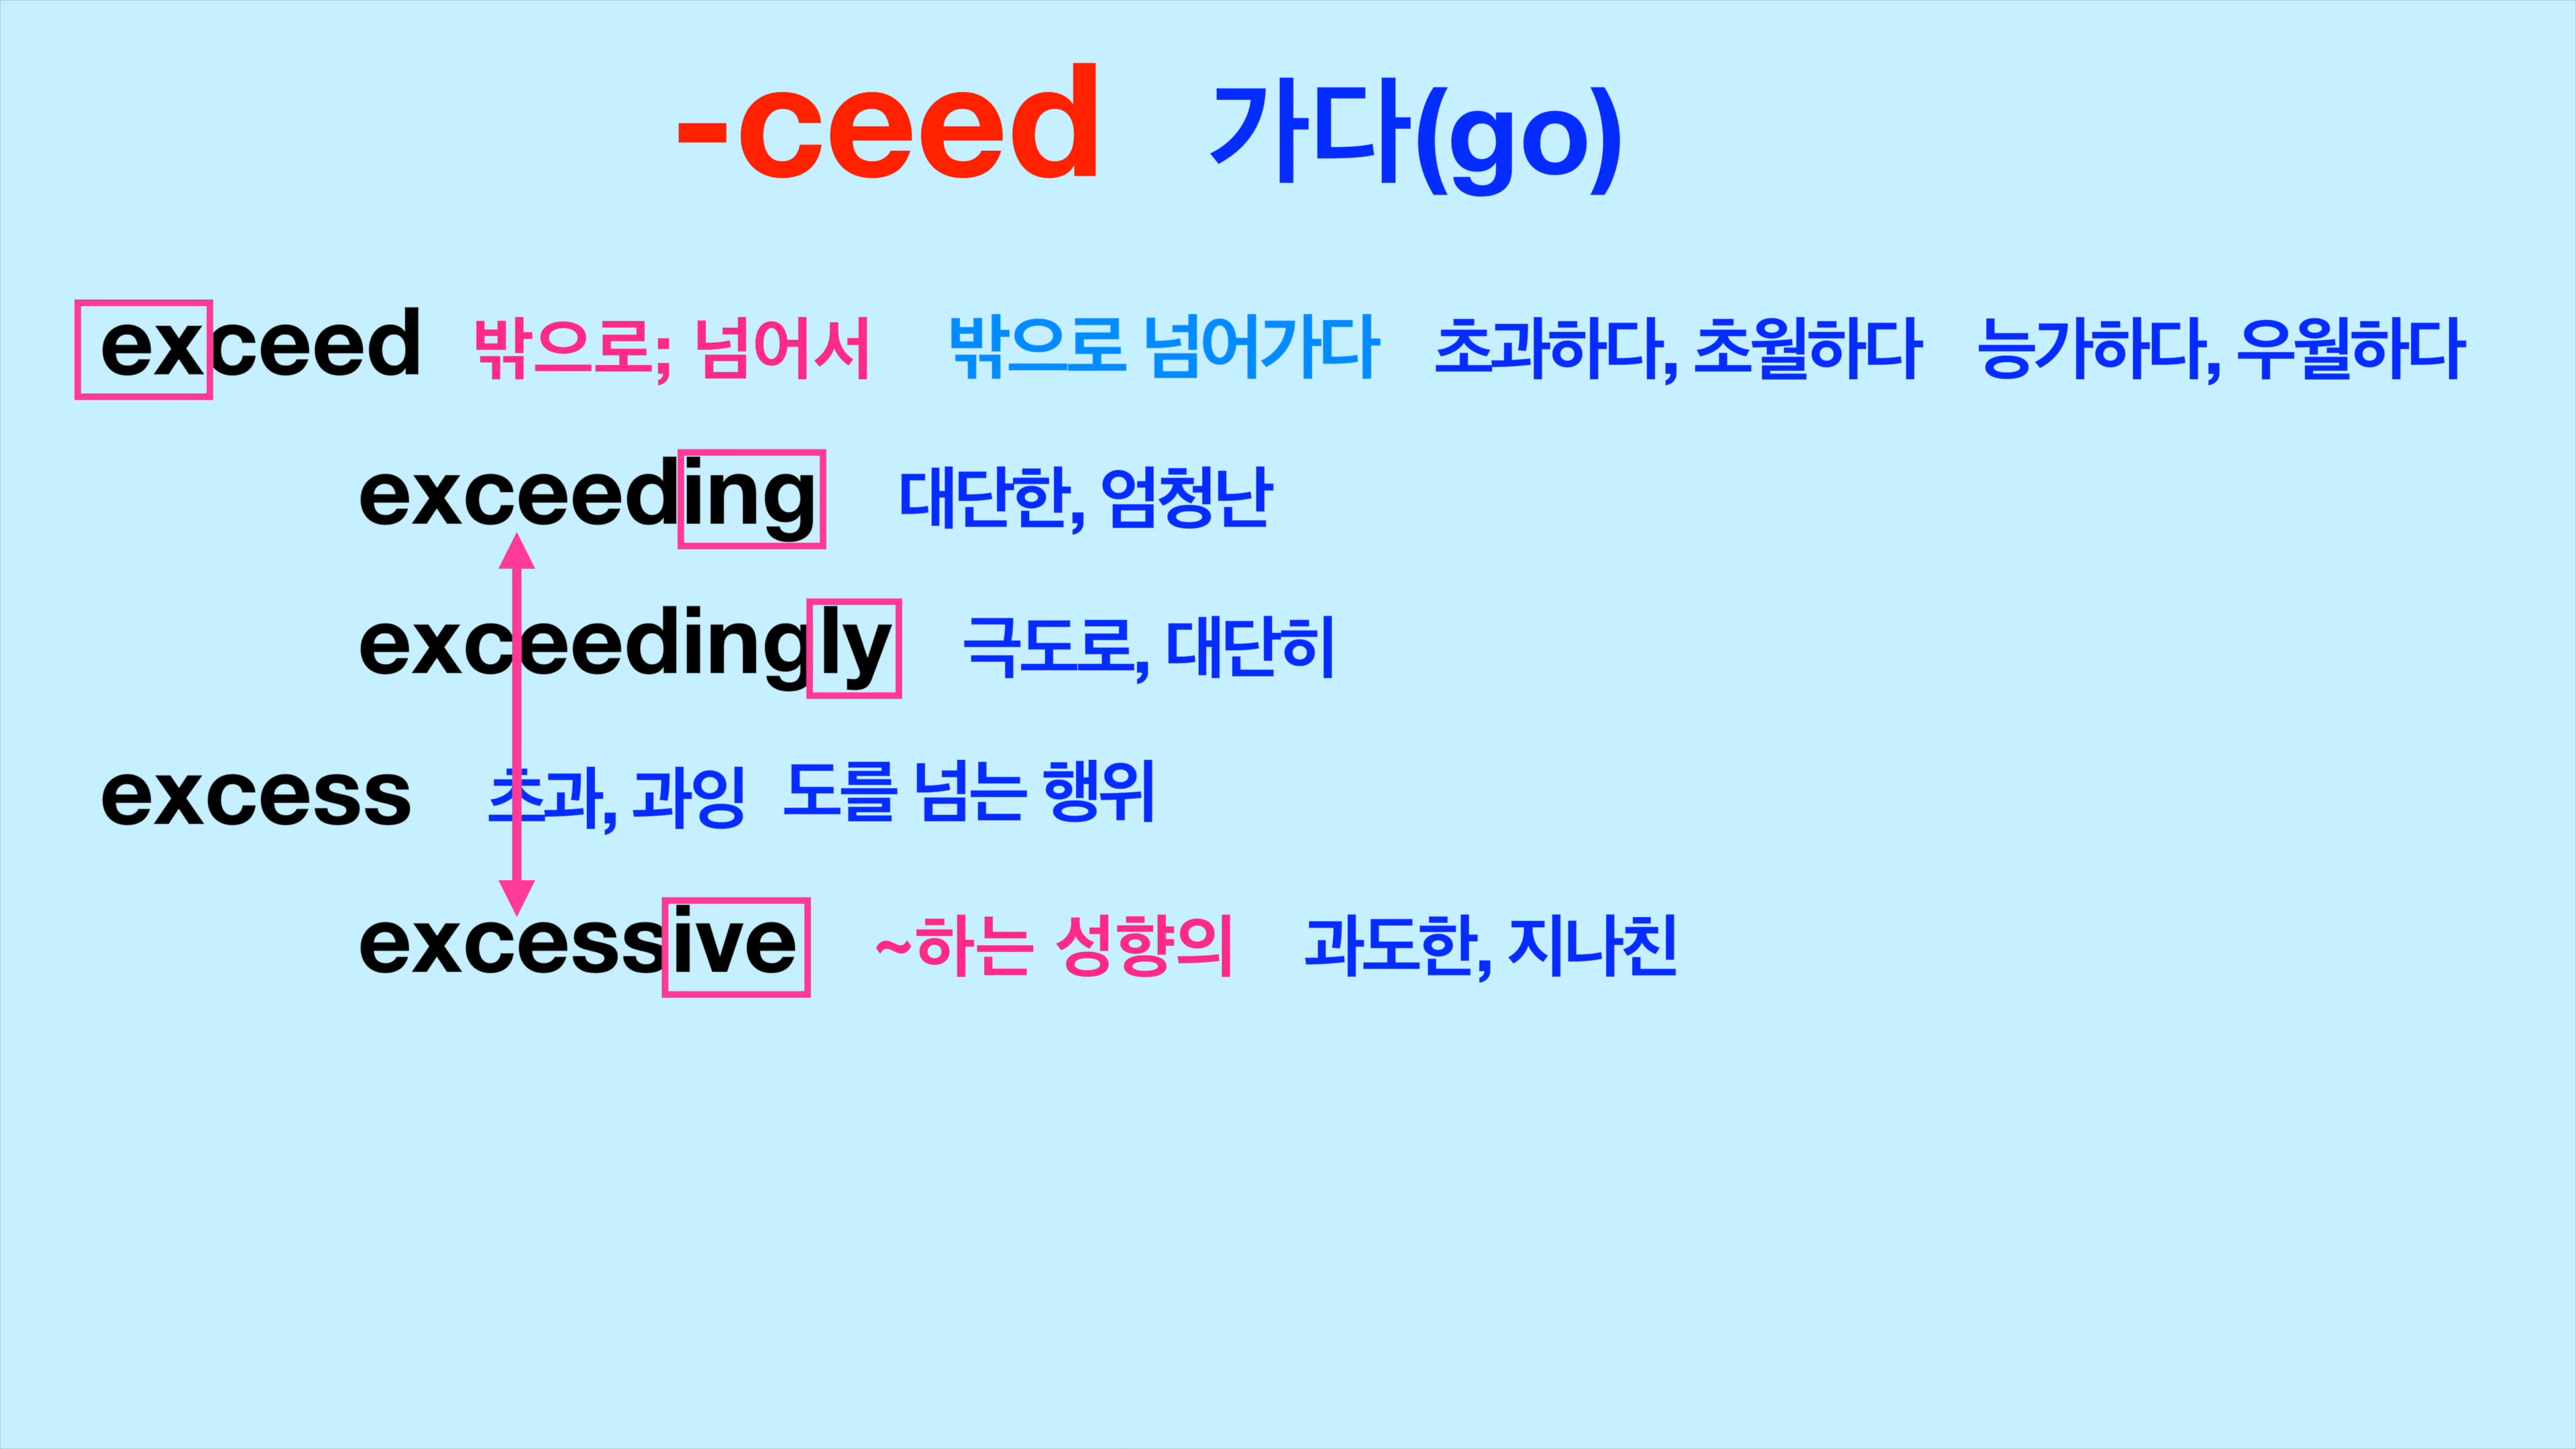 -ceed 가다(go)
exceed 밖으로; 넘어서 밖으로 넘어가다 초과하다, 초월하다 능가하다, 우월하다
exceeding 대단한, 엄청난
exceedingly 극도로, 대단히
excess 초과, 과잉 도를 넘는 행위
excessive ~하는 성향의 과도한, 지나친